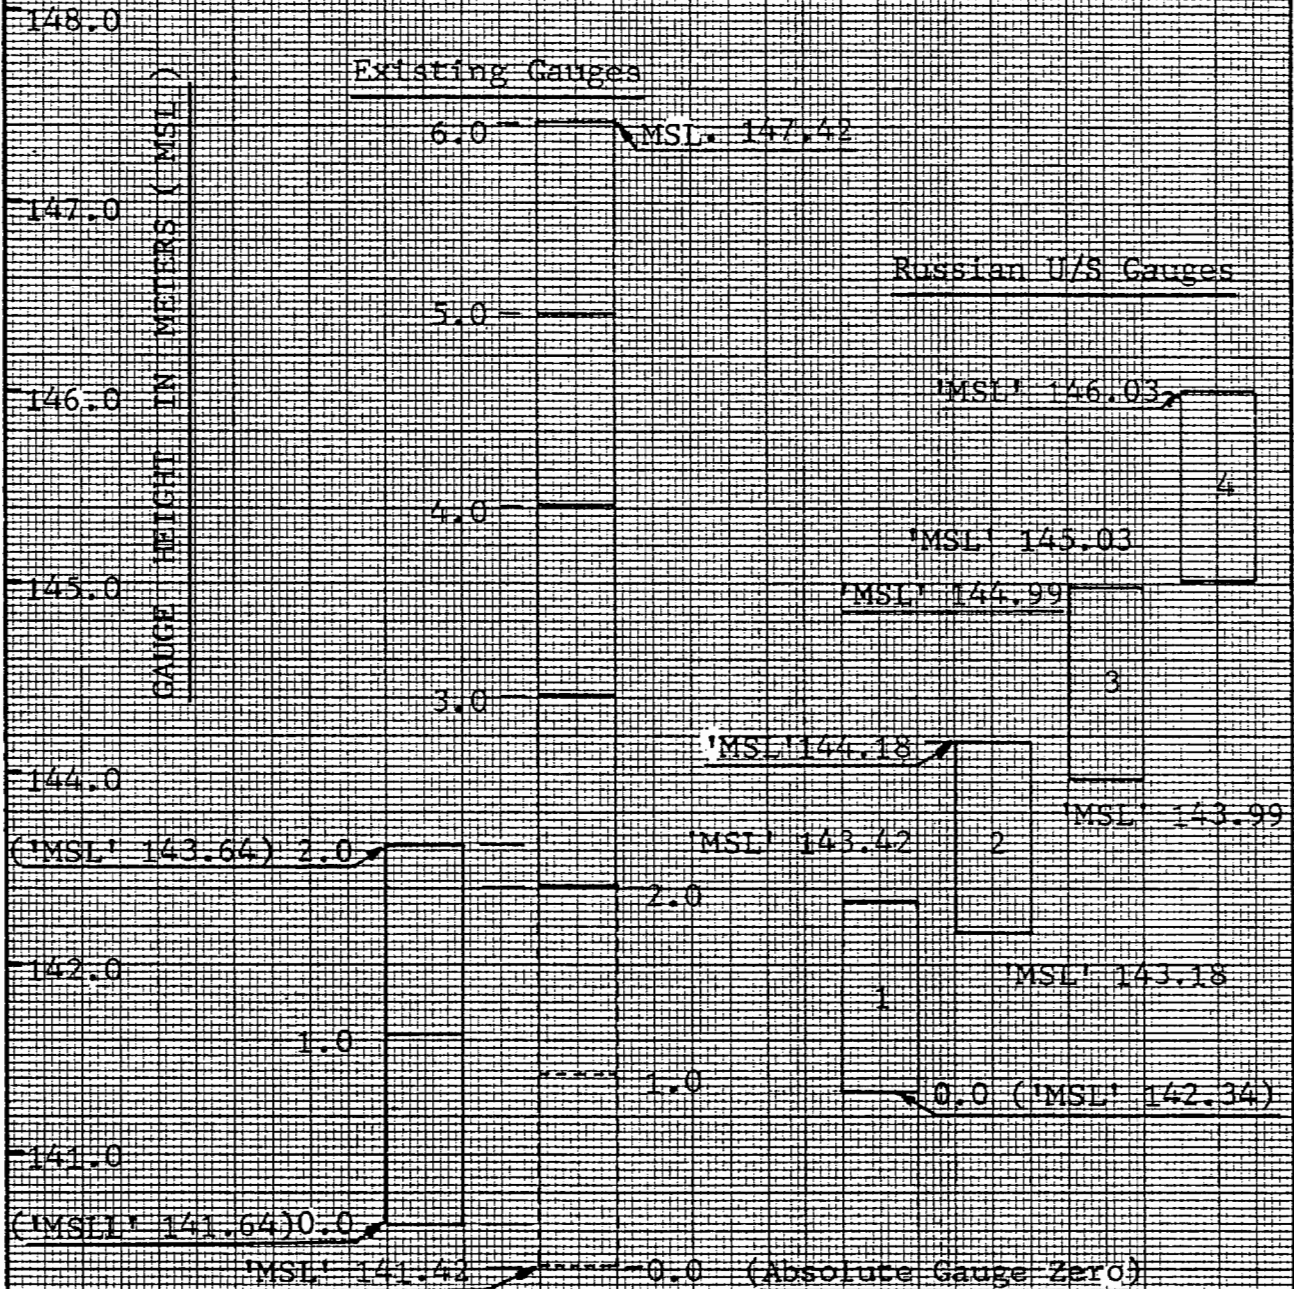 148.0
Existing Gauges
6.0
MSL. 147.42
147.0
GAUGE HEIGHT IN METERS ('MSL')
Russian U/S Gauges
5.0
146.0
'MSL' 146.03
4
4.0
'MSL' 145.03
145.0
'MSL' 144.99
3
3.0
'MSL' 144.18
144.0
'MSL' 143.99
('MSL' 143.64) 2.0
'MSL' 143.42
2
2.0
142.0
'MSL' 143.18
1
1.0
1.0
0.0 ('MSL' 142.34)
141.0
('MSLL' 141.64) 0.0
'MSL' 141.42
0.0 (Absolute Gauge Zero)